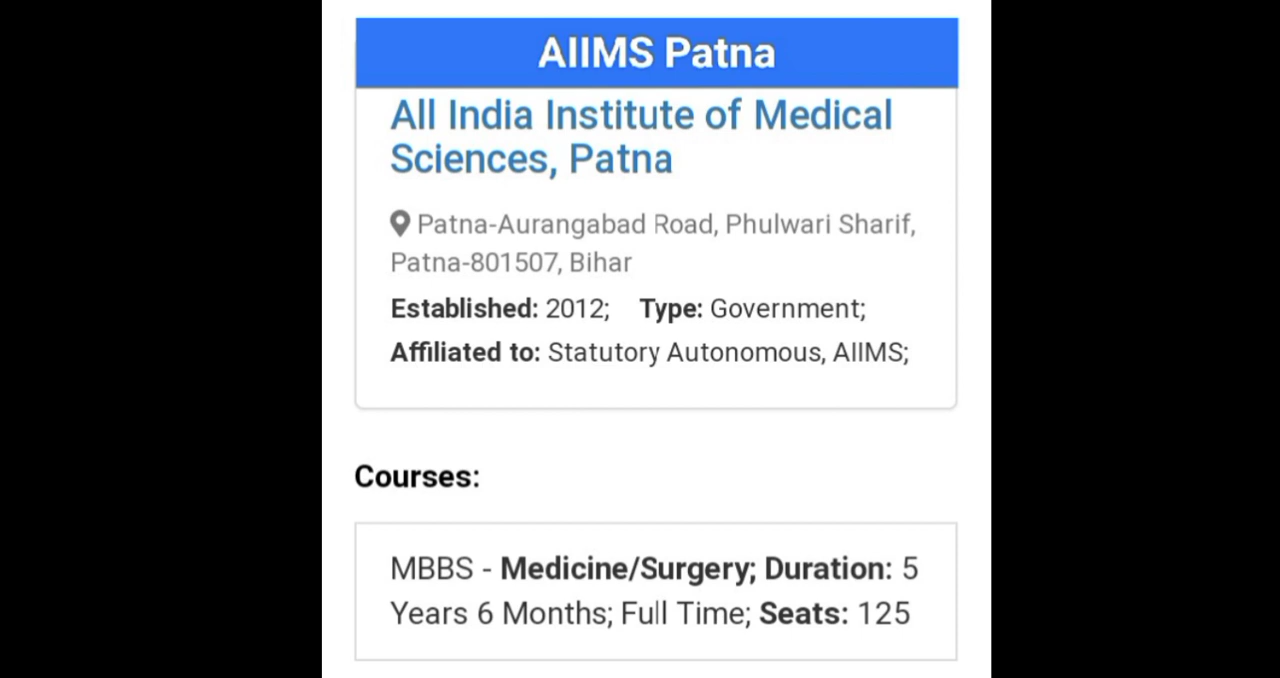 AIIMS Patna
All India Institute of Medical
Sciences, Patna
Patna-Aurangabad Road, Phulwari Sharif,
Patna-801507, Bihar
Established: 2012; Type: Government;
Affiliated to: Statutory Autonomous, AIIMS;
Courses:
MBBS - Medicine/Surgery; Duration: 5
Years 6 Months; Full Time; Seats: 125